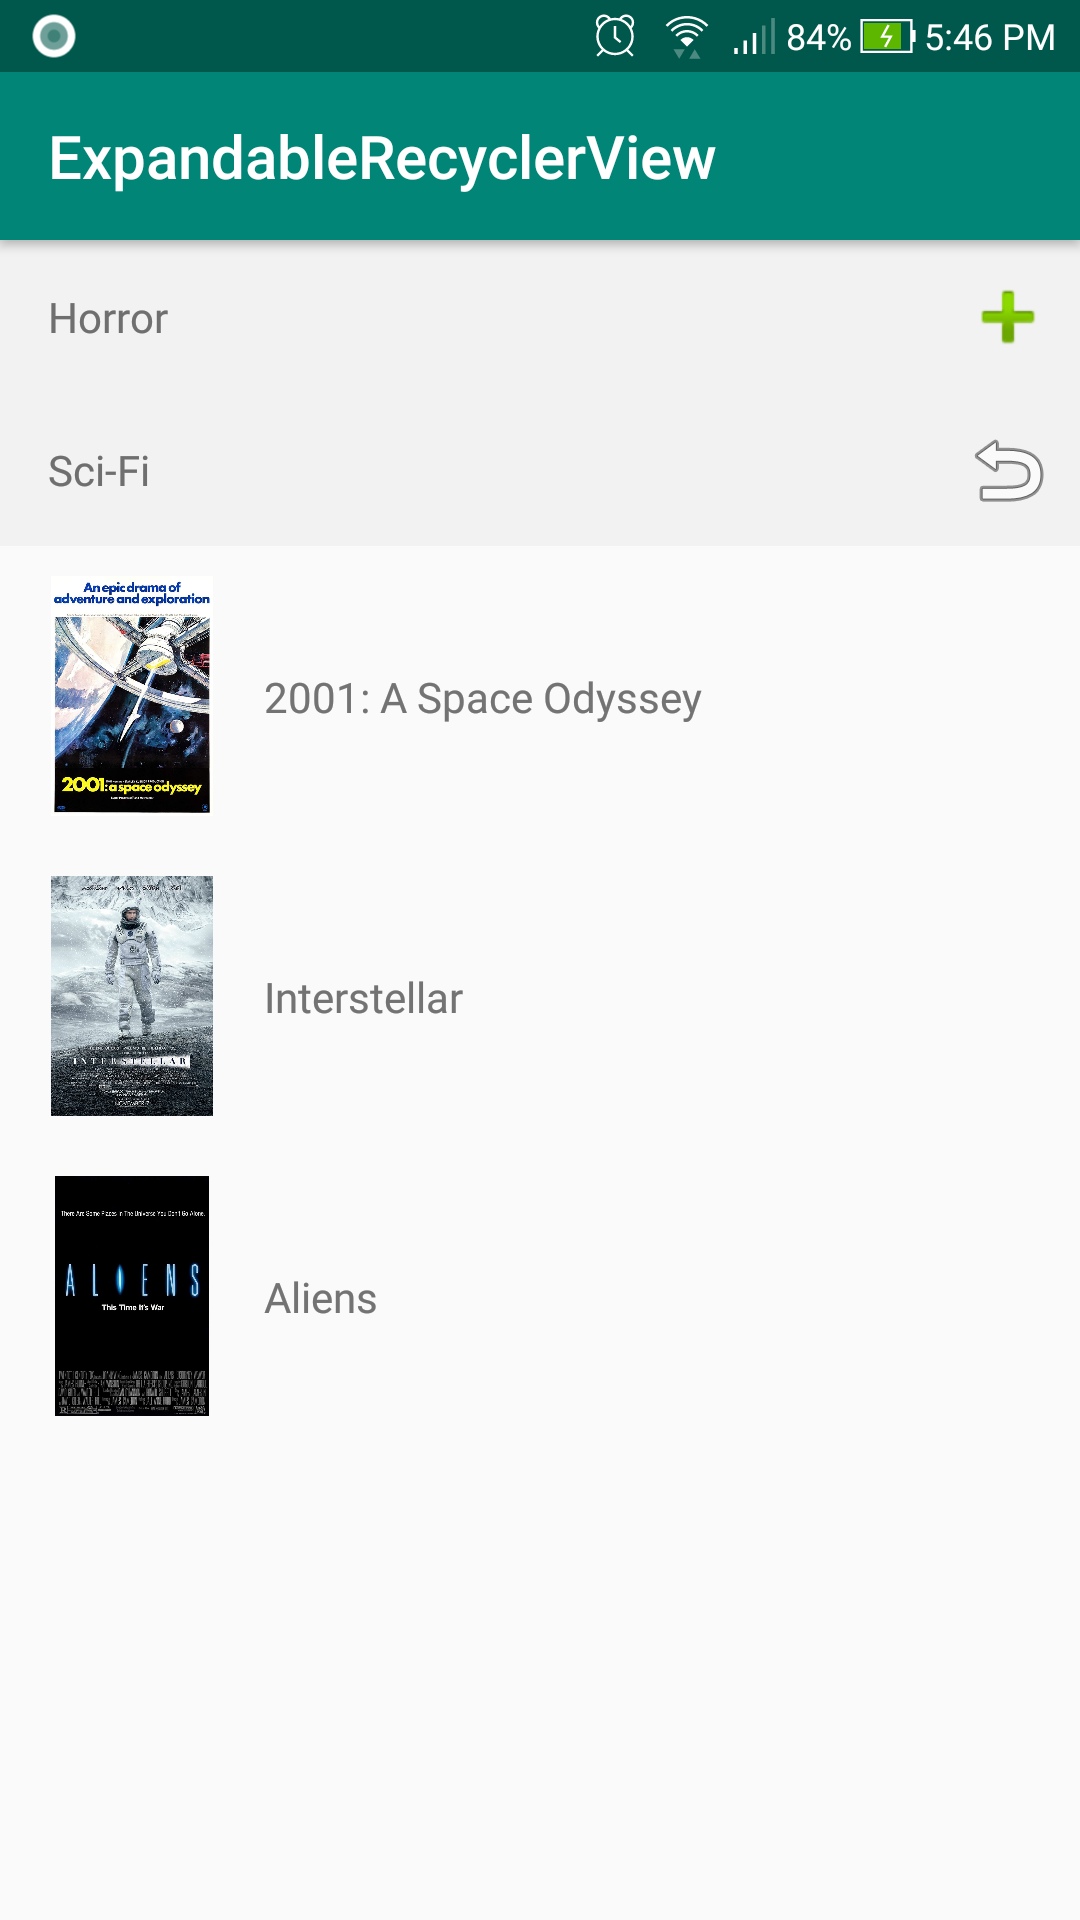 84% 5:46 PM
ExpandableRecyclerView
Horror
Sci-Fi
An epic drama of
adventure and exploration
2001: a space odyssey
2001: A Space Odyssey
INTERSTELLAR
NOVEMBER 7
Interstellar
There Are Some Places In The Universe You Don't Go Alone.
ALIENS
This Time It's War
Aliens